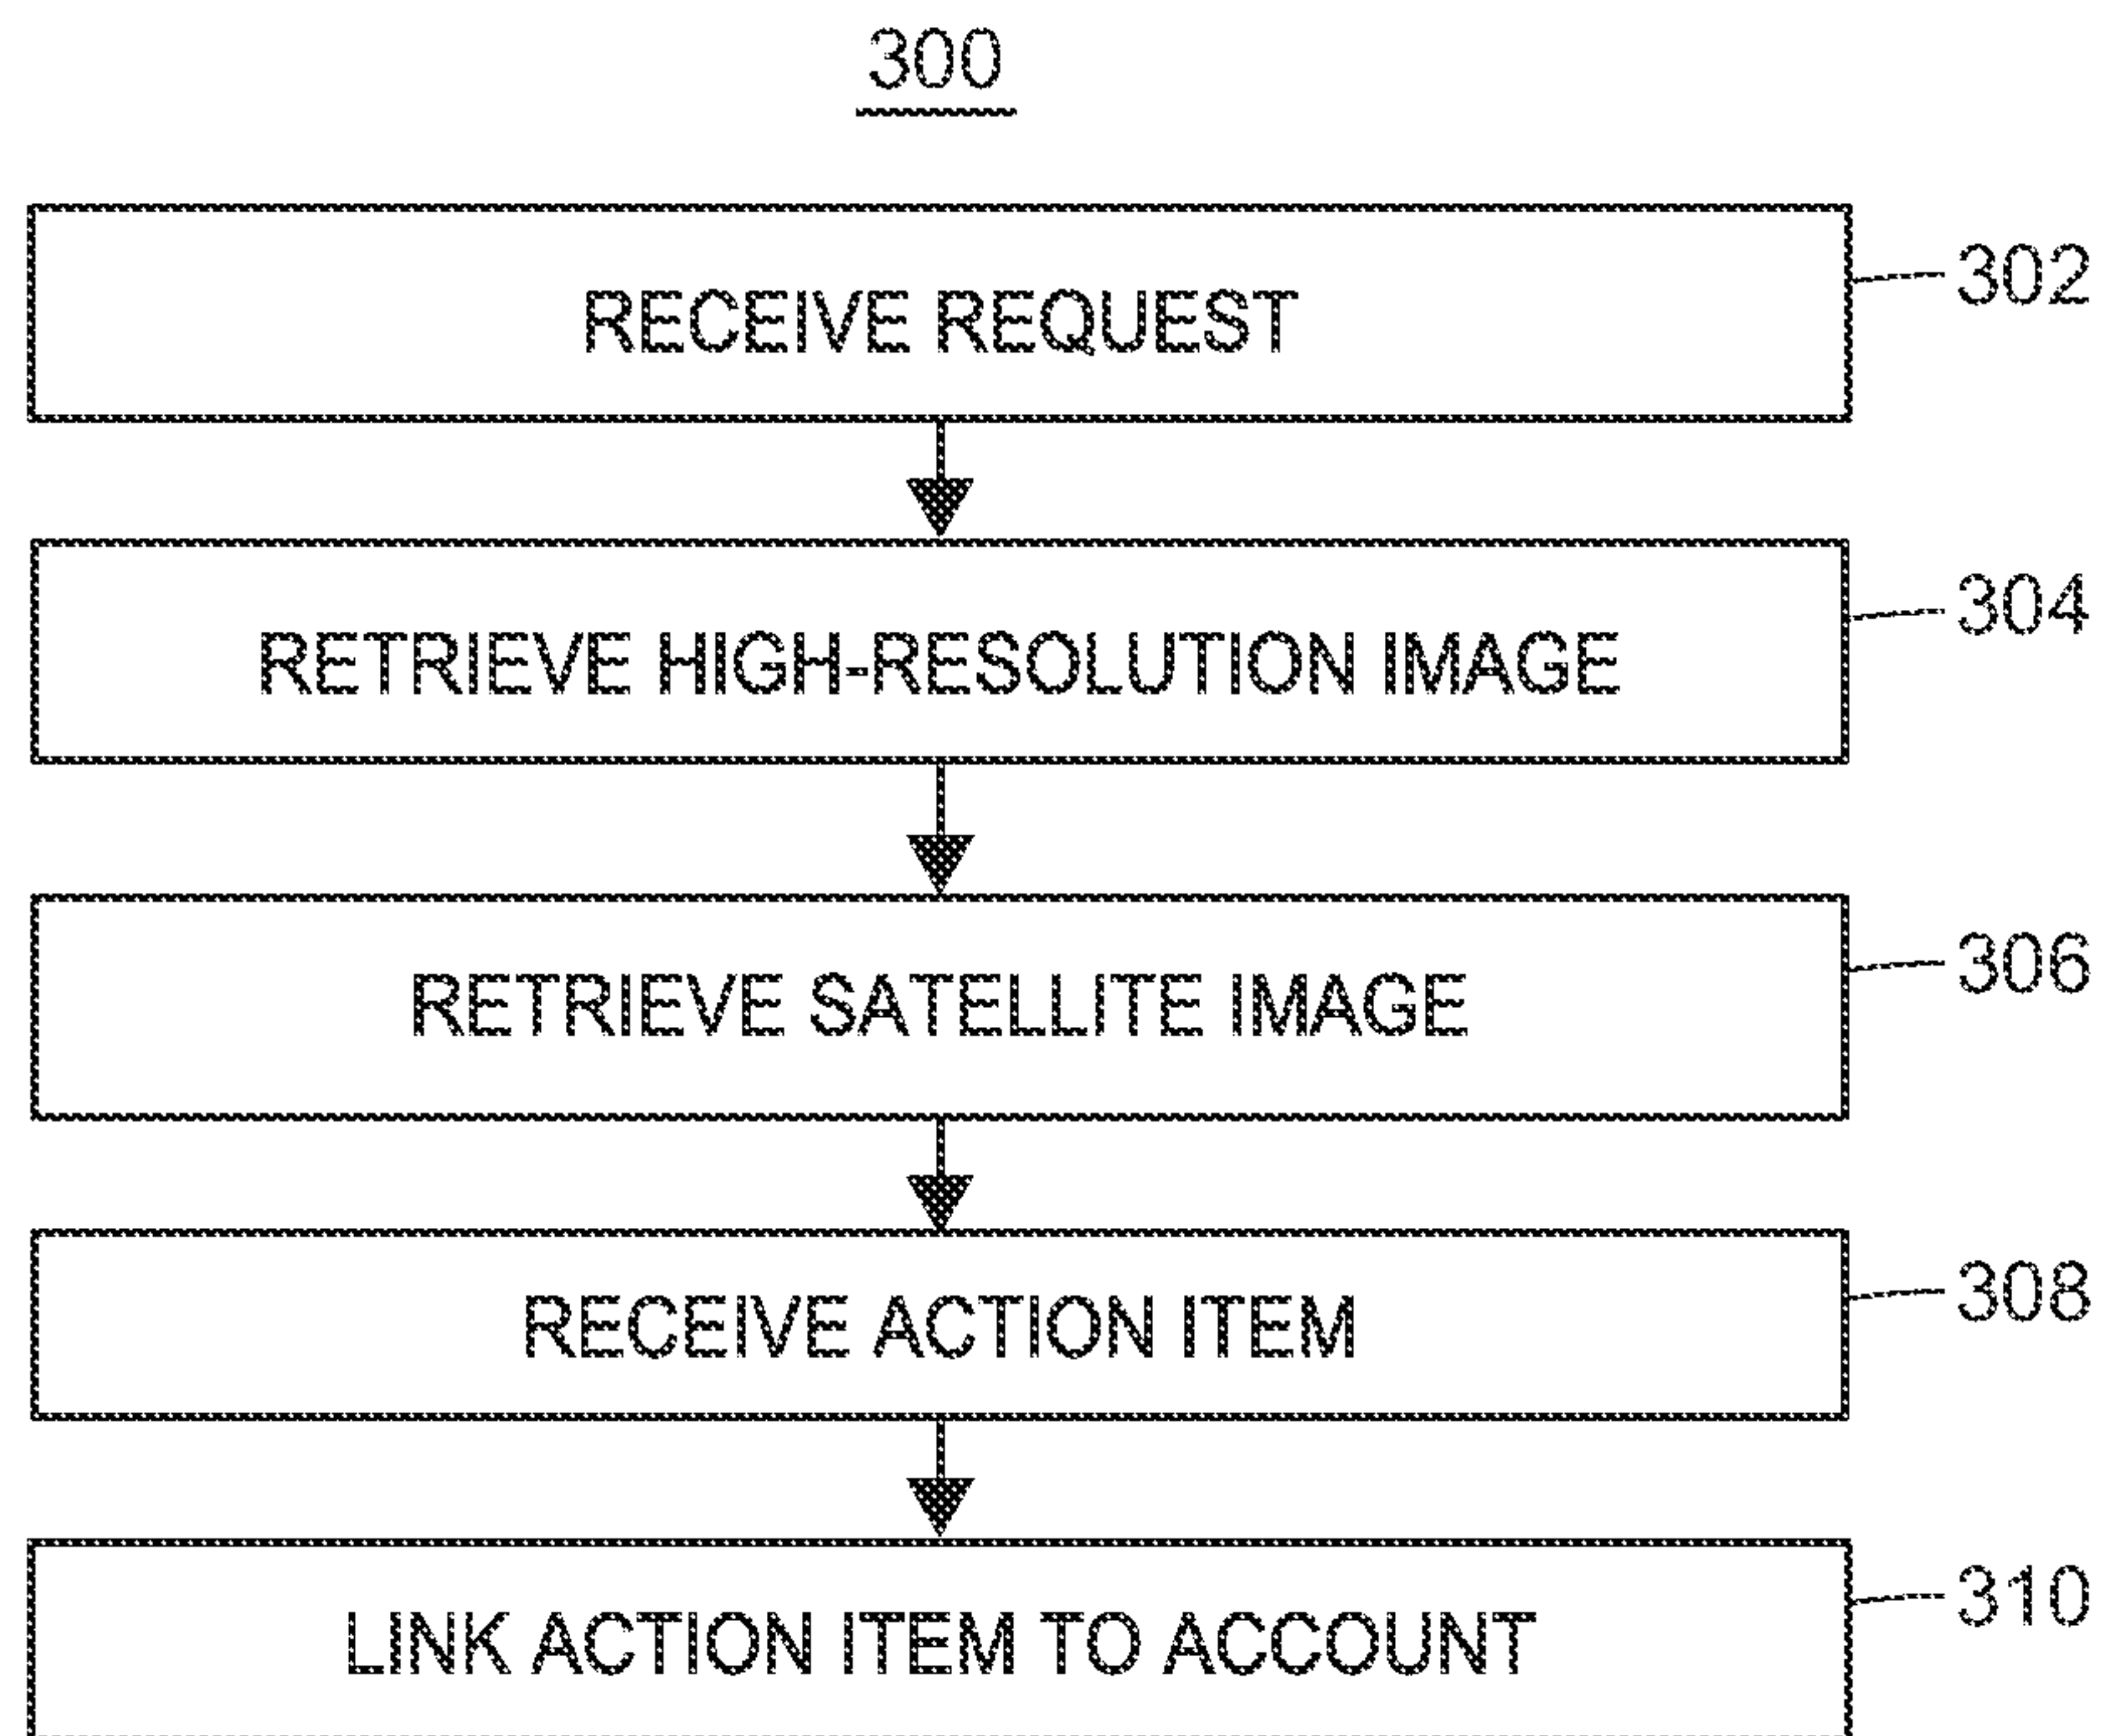 300
RECEIVE REQUEST
302
RETRIEVE HIGH-RESOLUTION IMAGE
304
RETRIEVE SATELLITE IMAGE
306
RECEIVE ACTION ITEM
308
LINK ACTION ITEM TO ACCOUNT
310